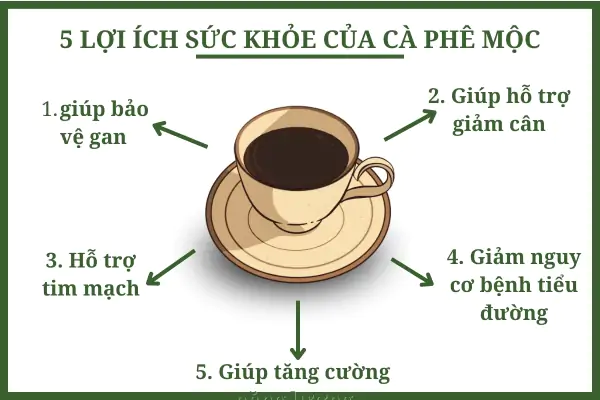 5 LỢI ÍCH SỨC KHỎE CỦA CÀ PHÊ MỘC
1.giúp bảo
vệ gan
2. Giúp hỗ trợ
giảm cân
3. Hỗ trợ
tim mạch
4. Giảm nguy
cơ bệnh tiểu
đường
5. Giúp tăng cường